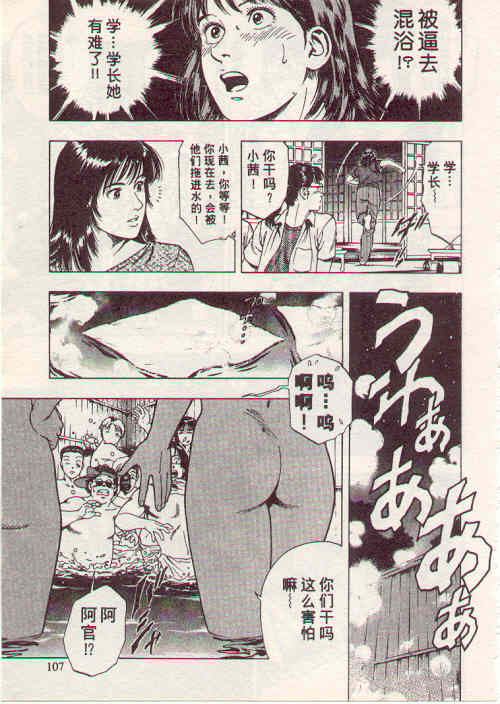 被逼去
混浴!?
学…学长她
有难了!!
学…
学长~
你干吗?
小茜!
小茜,你等等!
你现在去,会被
他们拖进水的!
うわぁ
ああ
あぁ
呜…呜
啊啊!
你们干吗
这么害怕
嘛~
阿
阿官!?
107